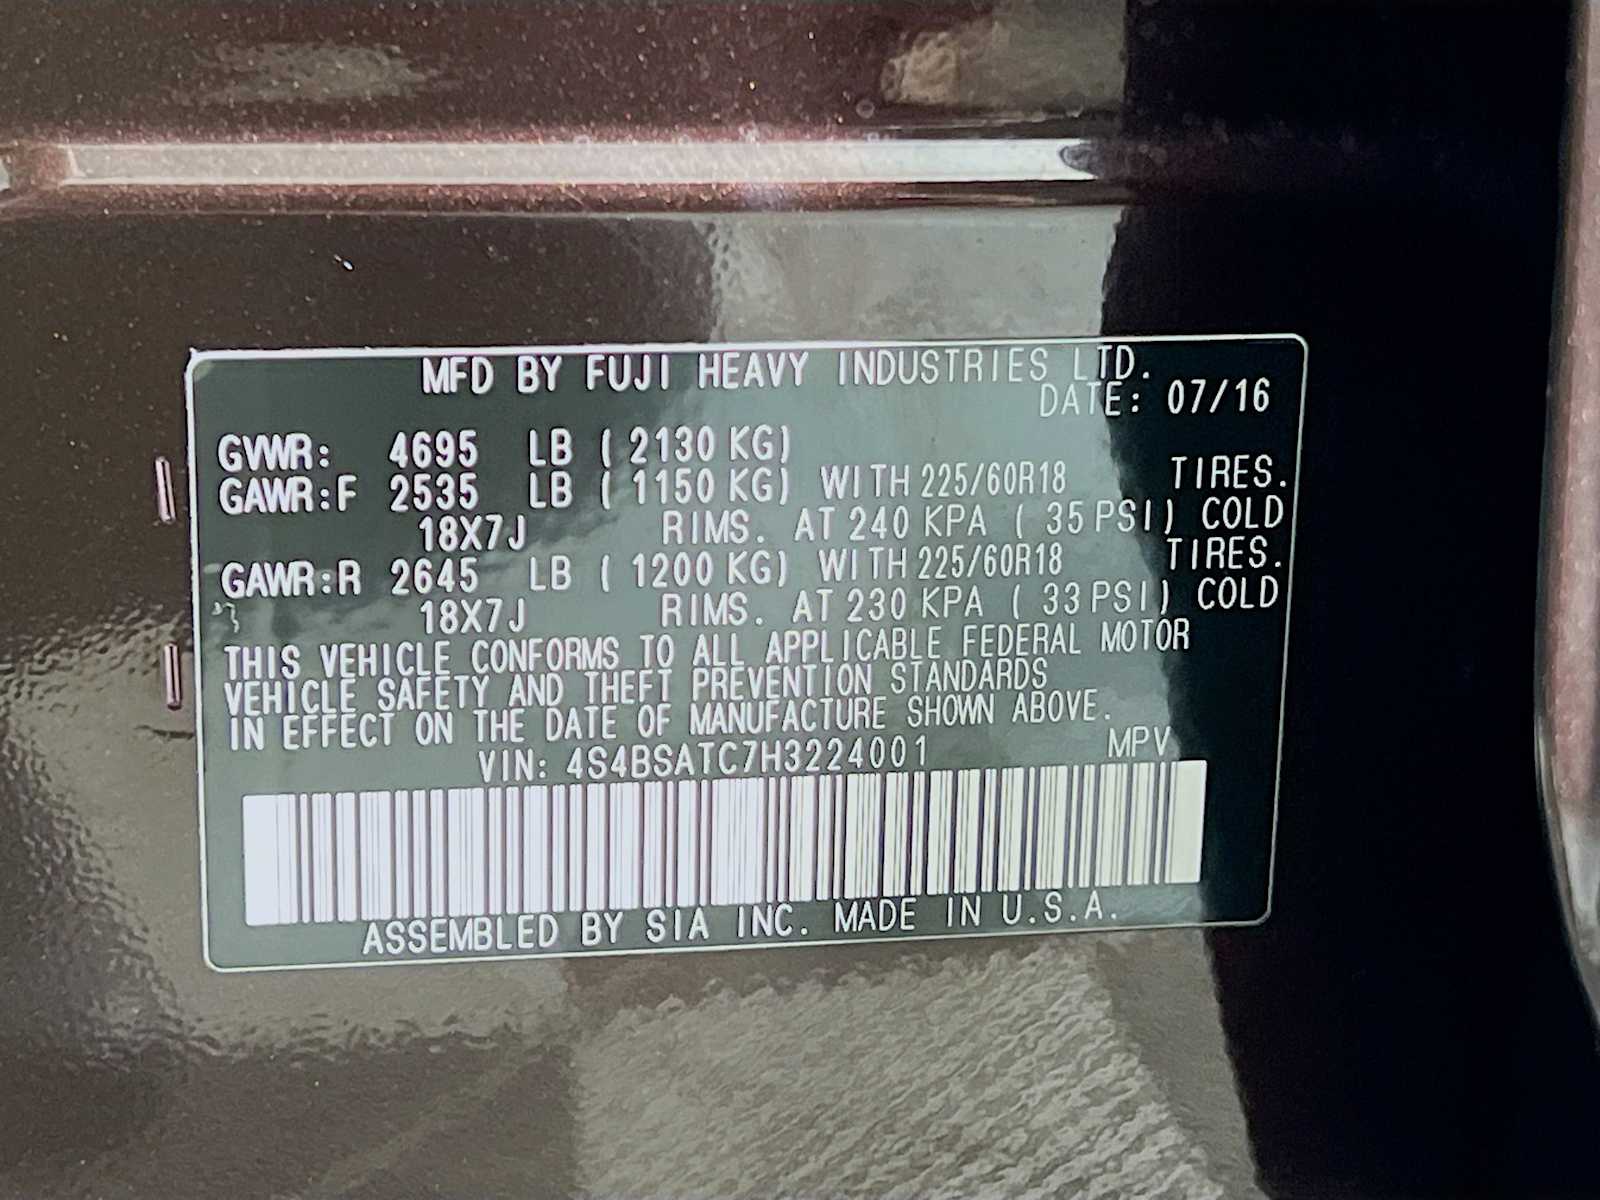 MFD BY FUJI HEAVY INDUSTRIES LTD.
DATE: 07/16
GVWR: 4695 LB ( 2130 KG)
GAWR:F 2535 LB ( 1150 KG) WITH 225/60R18 TIRES.
18X7J RIMS. AT 240 KPA ( 35 PSI) COLD
GAWR:R 2645 LB ( 1200 KG) WITH 225/60R18 TIRES.
18X7J RIMS. AT 230 KPA ( 33 PSI) COLD
THIS VEHICLE CONFORMS TO ALL APPLICABLE FEDERAL MOTOR
VEHICLE SAFETY AND THEFT PREVENTION STANDARDS
IN EFFECT ON THE DATE OF MANUFACTURE SHOWN ABOVE.
VIN: 4S4BSATC7H3224001 MPV
ASSEMBLED BY SIA INC. MADE IN U.S.A.